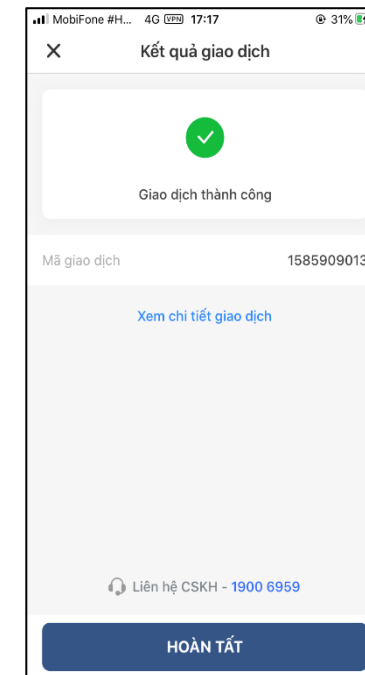 MobiFone #H... 4G VPN 17:17 31%
Kết quả giao dịch
Giao dịch thành công
Mã giao dịch 1585909013
Xem chi tiết giao dịch
Liên hệ CSKH - 1900 6959
HOÀN TẤT